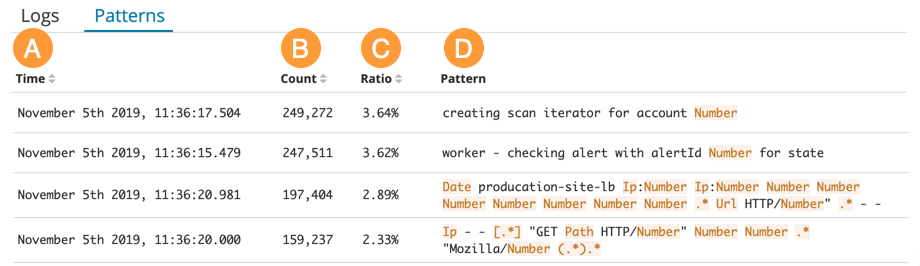 Logs Patterns
A B C D
Time Count Ratio Pattern
November 5th 2019, 11:36:17.504 249,272 3.64% creating scan iterator for account Number
November 5th 2019, 11:36:15.479 247,511 3.62% worker - checking alert with alertId Number for state
November 5th 2019, 11:36:20.981 197,404 2.89% Date producation-site-lb Ip:Number Ip:Number Number Number
Number Number Number Number Number .* Url HTTP/Number" .* - -
November 5th 2019, 11:36:20.000 159,237 2.33% Ip - - [.*] "GET Path HTTP/Number" Number Number .*
"Mozilla/Number (.*).*